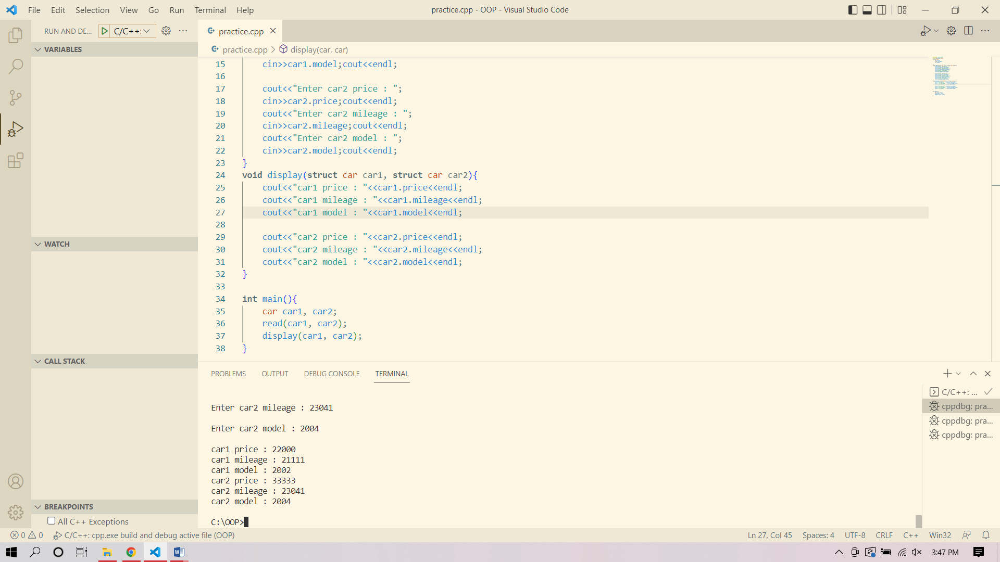 File Edit Selection View Go Run Terminal Help
practice.cpp - OOP - Visual Studio Code
RUN AND DE... C/C++:
practice.cpp
VARIABLES
practice.cpp > display(car, car)
15 cin>>car1.model;cout<<endl;
16
17 cout<<"Enter car2 price : ";
18 cin>>car2.price;cout<<endl;
19 cout<<"Enter car2 mileage : ";
20 cin>>car2.mileage;cout<<endl;
21 cout<<"Enter car2 model : ";
22 cin>>car2.model;cout<<endl;
23 }
24 void display(struct car car1, struct car car2){
25 cout<<"car1 price : "<<car1.price<<endl;
26 cout<<"car1 mileage : "<<car1.mileage<<endl;
27 cout<<"car1 model : "<<car1.model<<endl;
28
29 cout<<"car2 price : "<<car2.price<<endl;
30 cout<<"car2 mileage : "<<car2.mileage<<endl;
31 cout<<"car2 model : "<<car2.model<<endl;
32 }
33
34 int main(){
35 car car1, car2;
36 read(car1, car2);
37 display(car1, car2);
38 }
WATCH
CALL STACK
BREAKPOINTS
All C++ Exceptions
PROBLEMS OUTPUT DEBUG CONSOLE TERMINAL
Enter car2 mileage : 23041
Enter car2 model : 2004
car1 price : 22000
car1 mileage : 21111
car1 model : 2002
car2 price : 33333
car2 mileage : 23041
car2 model : 2004
C:\OOP>
C/C++: ...
cppdbg: pra...
cppdbg: pra...
cppdbg: pra...
0 0 C/C++: cpp.exe build and debug active file (OOP)
Ln 27, Col 45 Spaces: 4 UTF-8 CRLF C++ Win32
3:47 PM